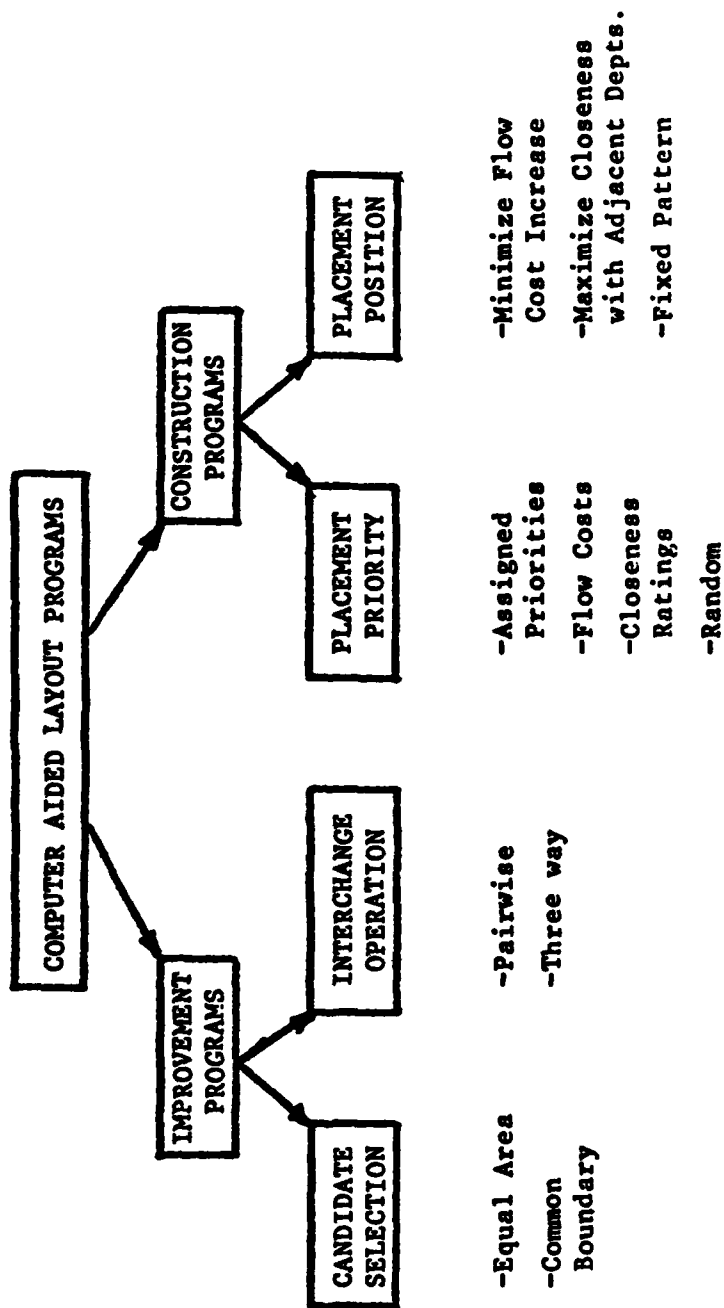 COMPUTER AIDED LAYOUT PROGRAMS
IMPROVEMENT
PROGRAMS
CONSTRUCTION
PROGRAMS
CANDIDATE
SELECTION
INTERCHANGE
OPERATION
PLACEMENT
PRIORITY
PLACEMENT
POSITION
-Equal Area
-Common
Boundary
-Pairwise
-Three way
-Assigned
Priorities
-Flow Costs
-Closeness
Ratings
-Random
-Minimize Flow
Cost Increase
-Maximize Closeness
with Adjacent Depts.
-Fixed Pattern